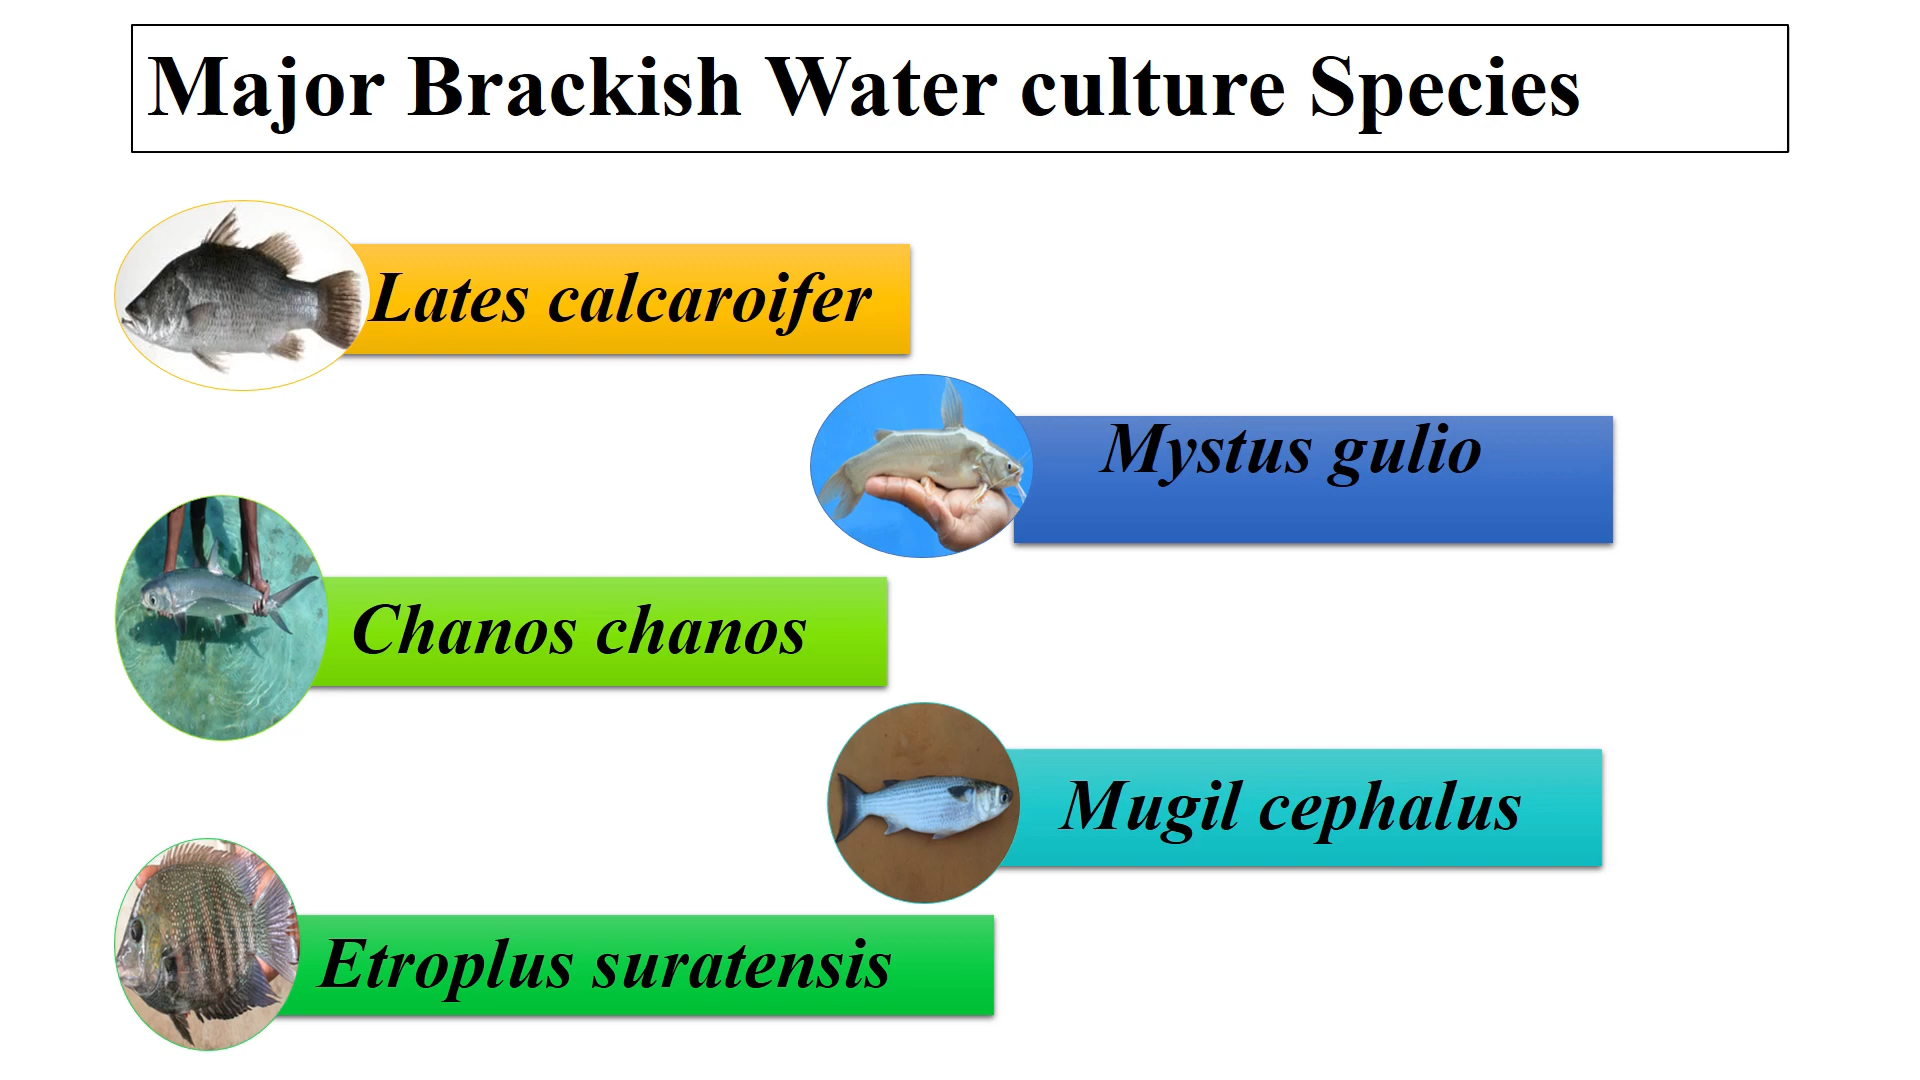 Major Brackish Water culture Species
Lates calcaroifer
Mystus gulio
Chanos chanos
Mugil cephalus
Etroplus suratensis